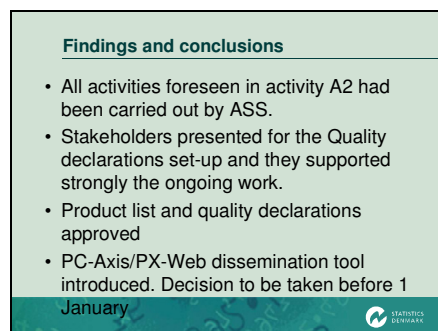 Findings and conclusions
• All activities foreseen in activity A2 had
been carried out by ASS.
• Stakeholders presented for the Quality
declarations set-up and they supported
strongly the ongoing work.
• Product list and quality declarations
approved
• PC-Axis/PX-Web dissemination tool
introduced. Decision to be taken before 1
January
STATISTICS
DENMARK